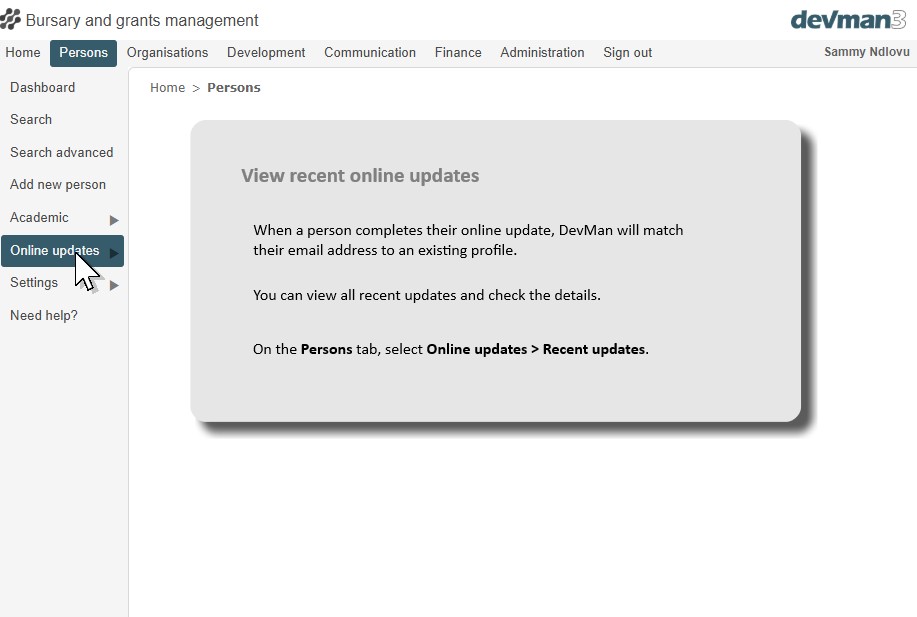 Bursary and grants management
devman3
Home Persons Organisations Development Communication Finance Administration Sign out Sammy Ndlovu
Dashboard
Home > Persons
Search
Search advanced
Add new person
Academic
Online updates
Settings
Need help?
View recent online updates
When a person completes their online update, DevMan will match
their email address to an existing profile.
You can view all recent updates and check the details.
On the Persons tab, select Online updates > Recent updates.